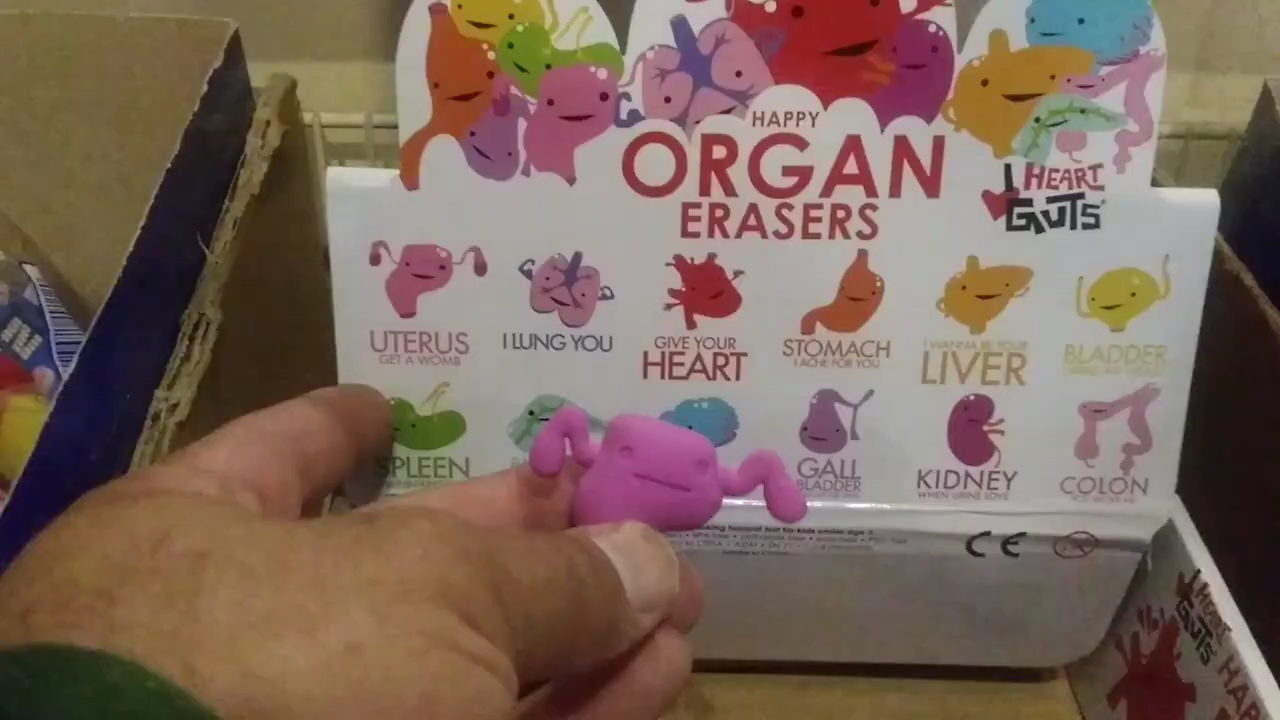 HAPPY
ORGAN
ERASERS
I HEART
GUTS
UTERUS
GET A WOMB
I LUNG YOU
GIVE YOUR
HEART
STOMACH
I ACHE FOR YOU
I WANNA BE YOUR
LIVER
BLADDER
SPLEEN
GALL
BLADDER
KIDNEY
WHEN URINE LOVE
COLON
CE
I HEART
GUTS